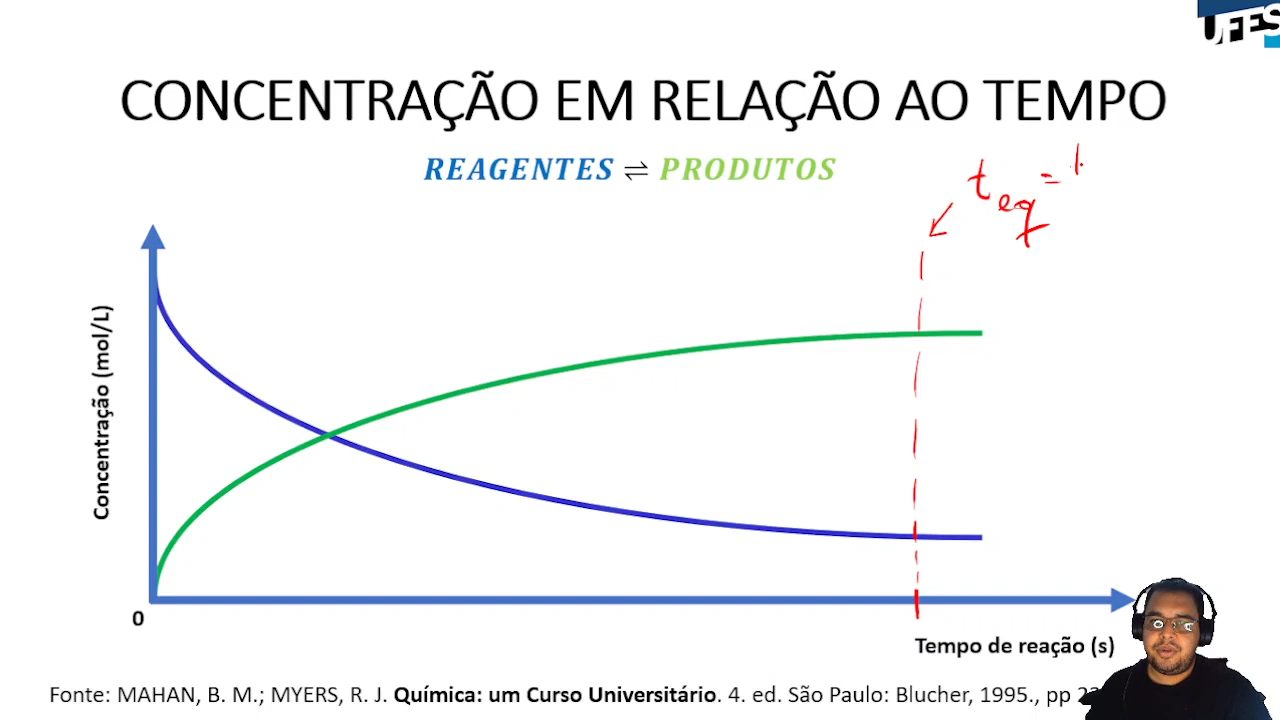 UFES
CONCENTRAÇÃO EM RELAÇÃO AO TEMPO
REAGENTES ⇌ PRODUTOS
t eq =
Concentração (mol/L)
0
Tempo de reação (s)
Fonte: MAHAN, B. M.; MYERS, R. J. Química: um Curso Universitário. 4. ed. São Paulo: Blucher, 1995., pp